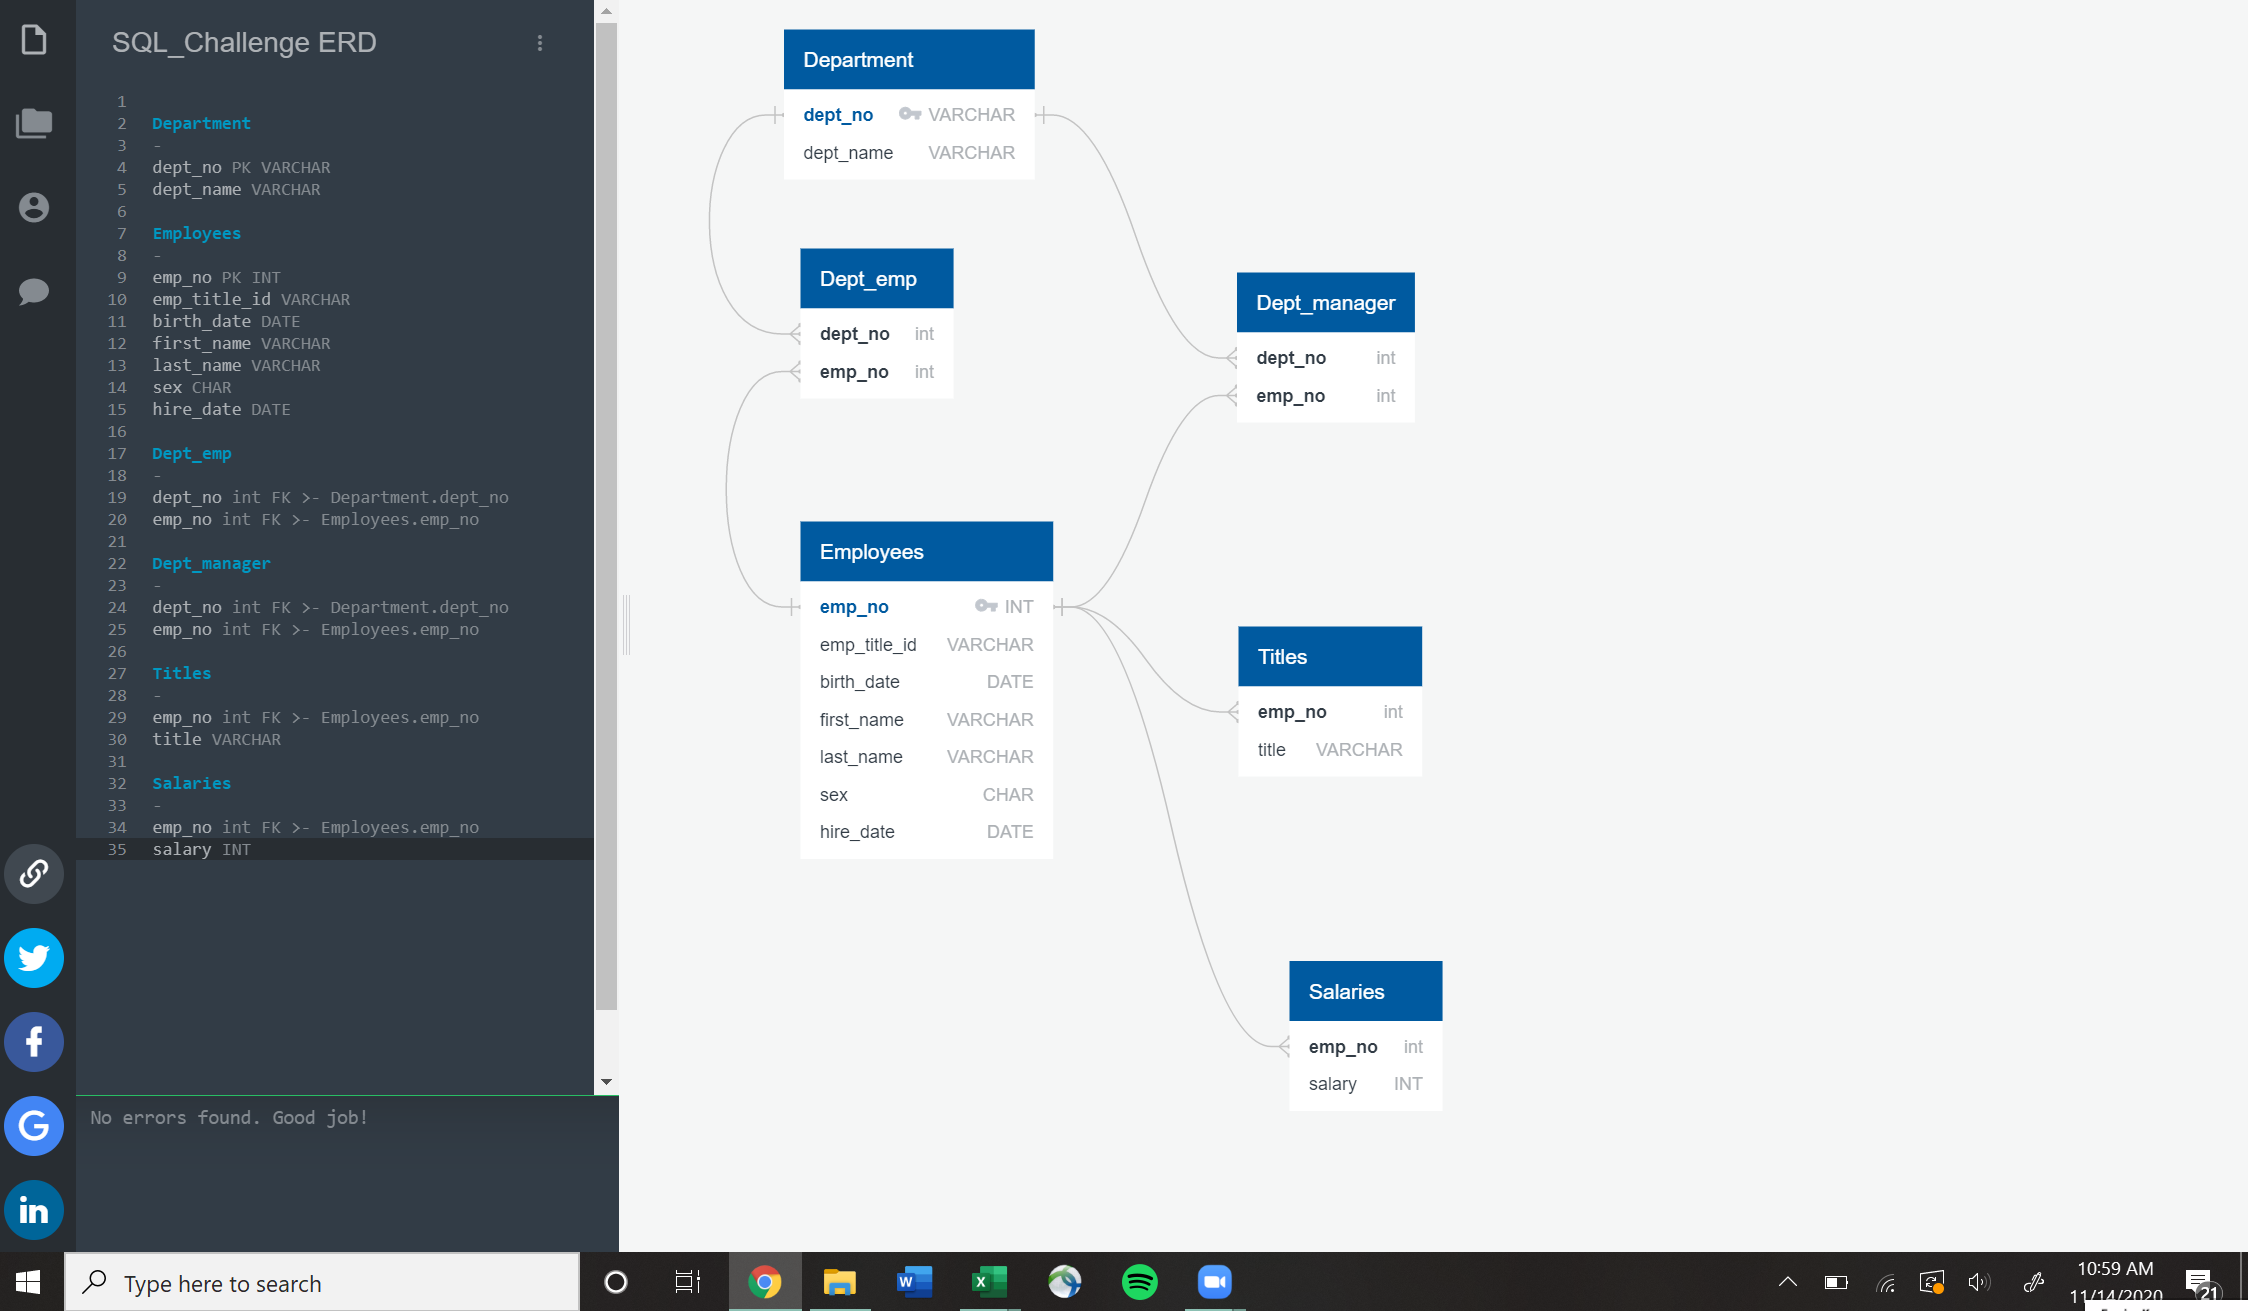 SQL_Challenge ERD
1
2 Department
3 -
4 dept_no PK VARCHAR
5 dept_name VARCHAR
6
7 Employees
8 -
9 emp_no PK INT
10 emp_title_id VARCHAR
11 birth_date DATE
12 first_name VARCHAR
13 last_name VARCHAR
14 sex CHAR
15 hire_date DATE
16
17 Dept_emp
18 -
19 dept_no int FK >- Department.dept_no
20 emp_no int FK >- Employees.emp_no
21
22 Dept_manager
23 -
24 dept_no int FK >- Department.dept_no
25 emp_no int FK >- Employees.emp_no
26
27 Titles
28 -
29 emp_no int FK >- Employees.emp_no
30 title VARCHAR
31
32 Salaries
33 -
34 emp_no int FK >- Employees.emp_no
35 salary INT
No errors found. Good job!
Department
dept_no VARCHAR
dept_name VARCHAR
Dept_emp
dept_no int
emp_no int
Dept_manager
dept_no int
emp_no int
Employees
emp_no INT
emp_title_id VARCHAR
birth_date DATE
first_name VARCHAR
last_name VARCHAR
sex CHAR
hire_date DATE
Titles
emp_no int
title VARCHAR
Salaries
emp_no int
salary INT
f
G
in
Type here to search
W
X
10:59 AM
11/14/2020
21